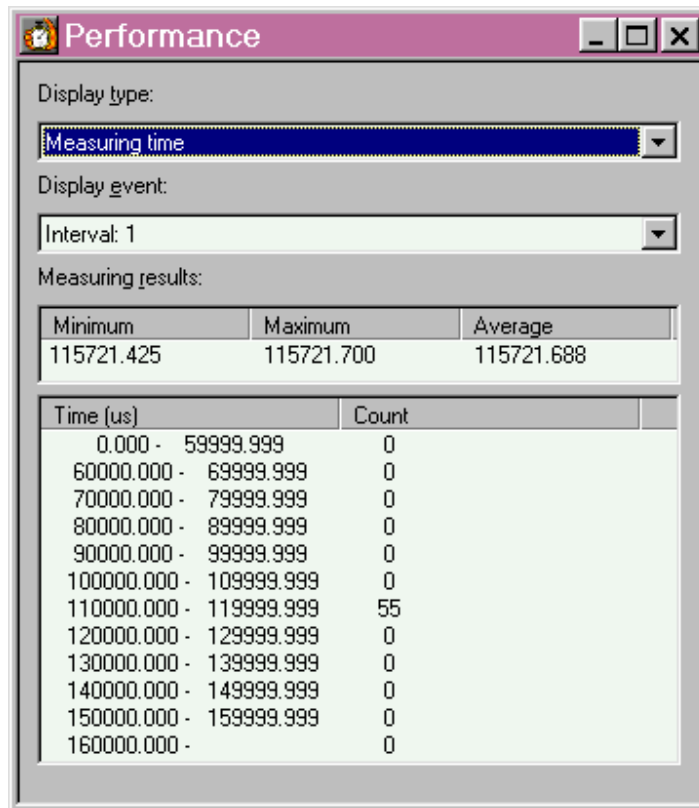 Performance
Display type:
Measuring time
Display event:
Interval: 1
Measuring results:
Minimum Maximum Average
115721.425 115721.700 115721.688
Time (us) Count
0.000 - 59999.999 0
60000.000 - 69999.999 0
70000.000 - 79999.999 0
80000.000 - 89999.999 0
90000.000 - 99999.999 0
100000.000 - 109999.999 0
110000.000 - 119999.999 55
120000.000 - 129999.999 0
130000.000 - 139999.999 0
140000.000 - 149999.999 0
150000.000 - 159999.999 0
160000.000 - 0